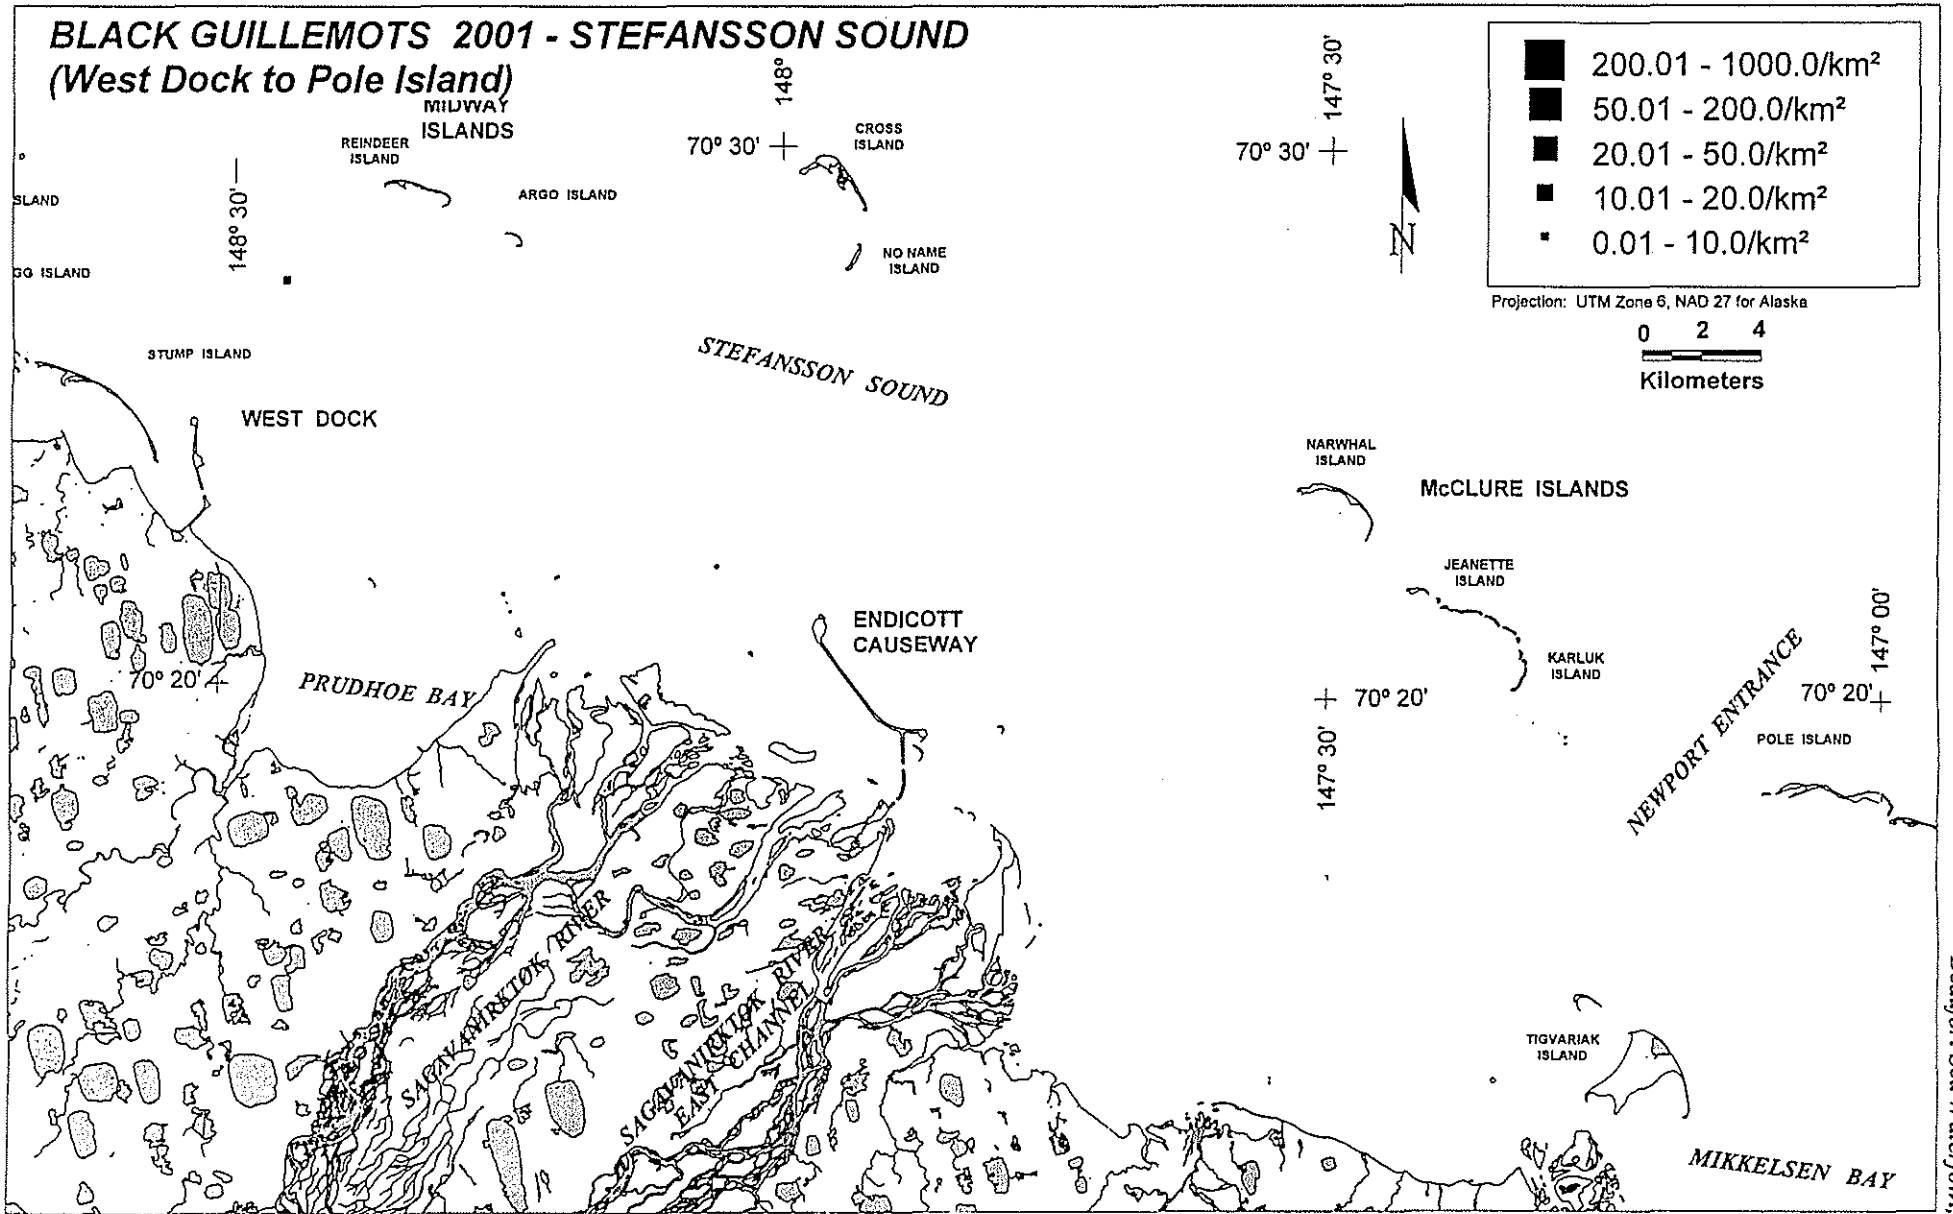 BLACK GUILLEMOTS 2001 - STEFANSSON SOUND
(West Dock to Pole Island)
148°
147° 30'
200.01 - 1000.0/km²
50.01 - 200.0/km²
20.01 - 50.0/km²
10.01 - 20.0/km²
0.01 - 10.0/km²
Projection: UTM Zone 6, NAD 27 for Alaska
0 2 4
Kilometers
N
MIDWAY
ISLANDS
REINDEER
ISLAND
70° 30'
CROSS
ISLAND
70° 30'
SLAND
148° 30'
ARGO ISLAND
NO NAME
ISLAND
GG ISLAND
STUMP ISLAND
STEFANSSON SOUND
WEST DOCK
NARWHAL
ISLAND
McCLURE ISLANDS
JEANETTE
ISLAND
ENDICOTT
CAUSEWAY
147° 00'
KARLUK
ISLAND
70° 20'
PRUDHOE BAY
70° 20'
70° 20'
147° 30'
NEWPORT ENTRANCE
POLE ISLAND
SAGAVANIRKTOK RIVER
SAGAVANIRKTOK RIVER
EAST CHANNEL
TIGVARIAK
ISLAND
MIKKELSEN BAY